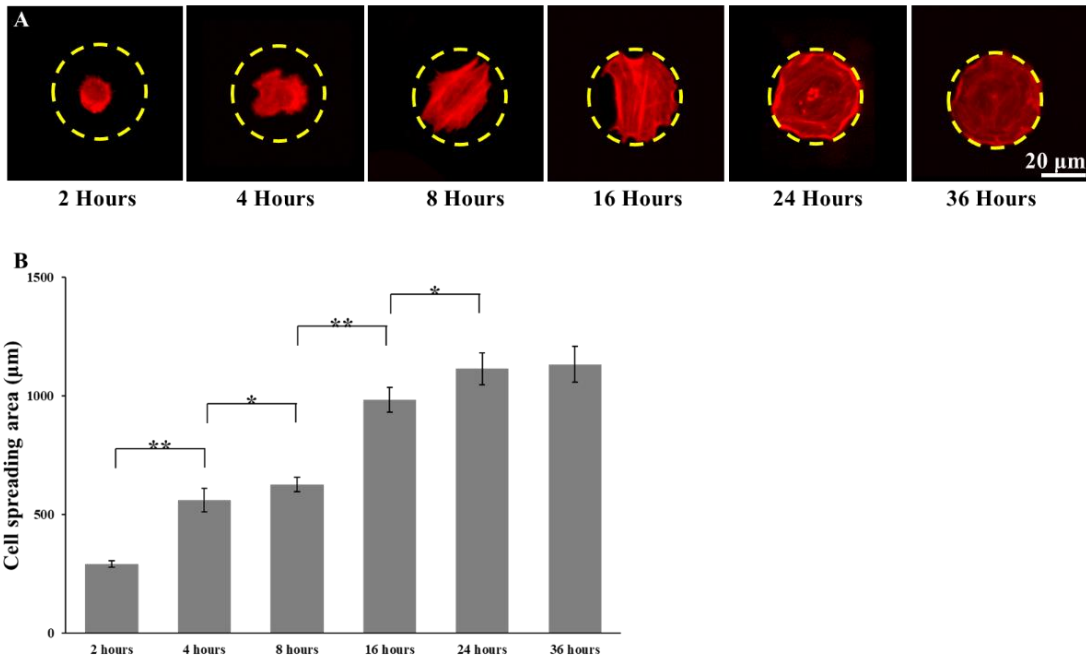 A
20 μm
2 Hours 4 Hours 8 Hours 16 Hours 24 Hours 36 Hours
B
Cell spreading area (μm)
1500
1000
500
0
**
*
**
*
2 hours 4 hours 8 hours 16 hours 24 hours 36 hours